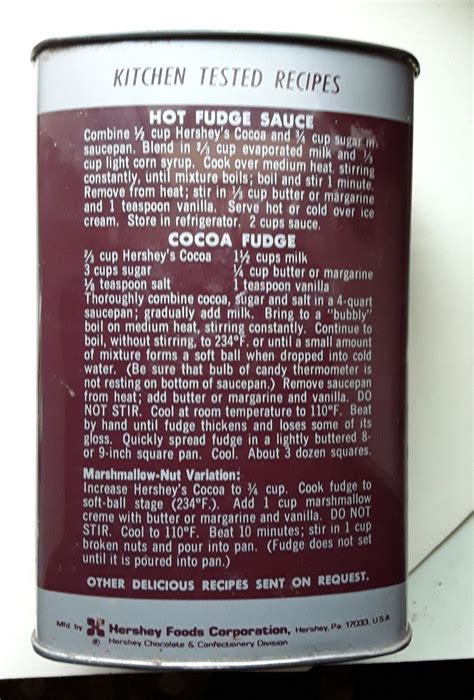 KITCHEN TESTED RECIPES
HOT FUDGE SAUCE
Combine ½ cup Hershey's Cocoa and ¾ cup sugar in
saucepan. Blend in ⅔ cup evaporated milk and ⅓
cup light corn syrup. Cook over medium heat, stirring
constantly, until mixture boils; boil and stir 1 minute.
Remove from heat; stir in ⅓ cup butter or margarine
and 1 teaspoon vanilla. Serve hot or cold over ice
cream. Store in refrigerator. 2 cups sauce.
COCOA FUDGE
⅔ cup Hershey's Cocoa 1½ cups milk
3 cups sugar ¼ cup butter or margarine
⅛ teaspoon salt 1 teaspoon vanilla
Thoroughly combine cocoa, sugar and salt in a 4-quart
saucepan; gradually add milk. Bring to a "bubbly"
boil on medium heat, stirring constantly. Continue to
boil, without stirring, to 234°F. or until a small amount
of mixture forms a soft ball when dropped into cold
water. (Be sure that bulb of candy thermometer is
not resting on bottom of saucepan.) Remove saucepan
from heat; add butter or margarine and vanilla. DO
NOT STIR. Cool at room temperature to 110°F. Beat
by hand until fudge thickens and loses some of its
gloss. Quickly spread fudge in a lightly buttered 8-
or 9-inch square pan. Cool. About 3 dozen squares.
Marshmallow-Nut Variation:
Increase Hershey's Cocoa to ¾ cup. Cook fudge to
soft-ball stage (234°F.). Add 1 cup marshmallow
creme with butter or margarine and vanilla. DO NOT
STIR. Cool to 110°F. Beat 10 minutes; stir in 1 cup
broken nuts and pour into pan. (Fudge does not set
until it is poured into pan.)
OTHER DELICIOUS RECIPES SENT ON REQUEST.
Mfd by Hershey Foods Corporation, Hershey, Pa. 17033, U.S.A.
® Hershey Chocolate & Confectionery Division